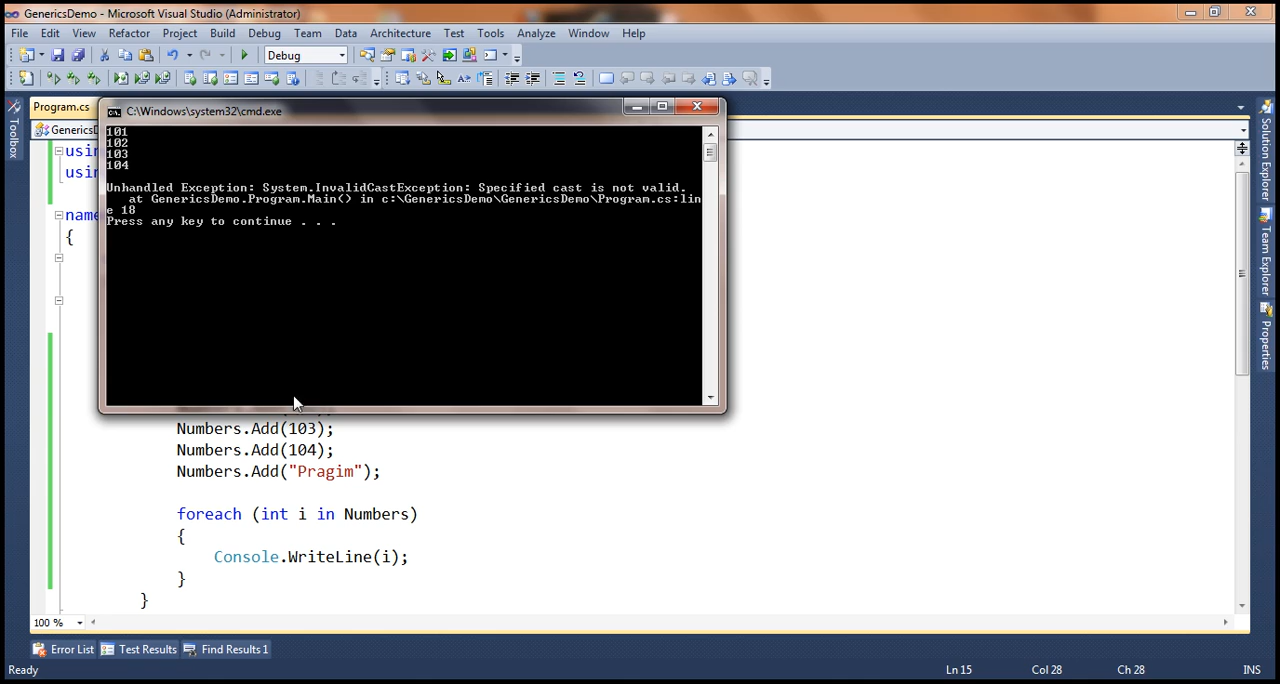 GenericsDemo - Microsoft Visual Studio (Administrator)
File Edit View Refactor Project Build Debug Team Data Architecture Test Tools Analyze Window Help
Debug
Program.cs
C:\Windows\system32\cmd.exe
Toolbox
101
102
103
104
Unhandled Exception: System.InvalidCastException: Specified cast is not valid.
at GenericsDemo.Program.Main() in c:\GenericsDemo\GenericsDemo\Program.cs:lin
e 18
Press any key to continue . . .
{
Numbers.Add(103);
Numbers.Add(104);
Numbers.Add("Pragim");
foreach (int i in Numbers)
{
Console.WriteLine(i);
}
}
Solution Explorer
Team Explorer
Properties
100 %
Error List Test Results Find Results 1
Ready Ln 15 Col 28 Ch 28 INS